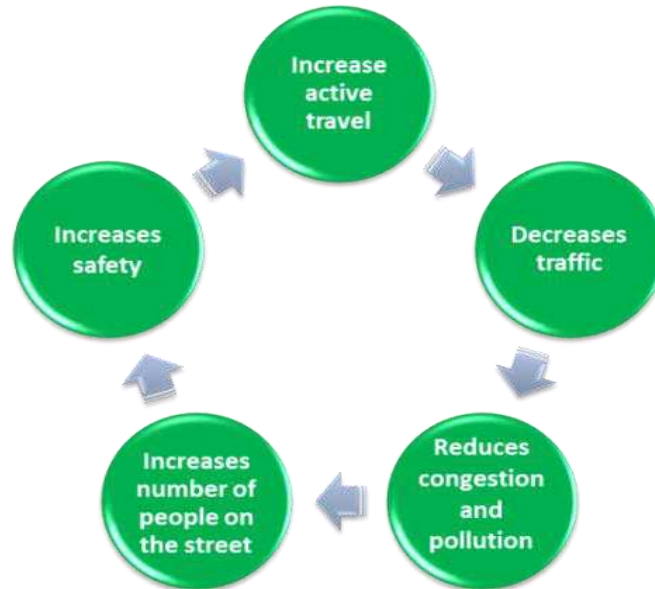 Increase
active
travel
Decreases
traffic
Reduces
congestion
and
pollution
Increases
number of
people on
the street
Increases
safety